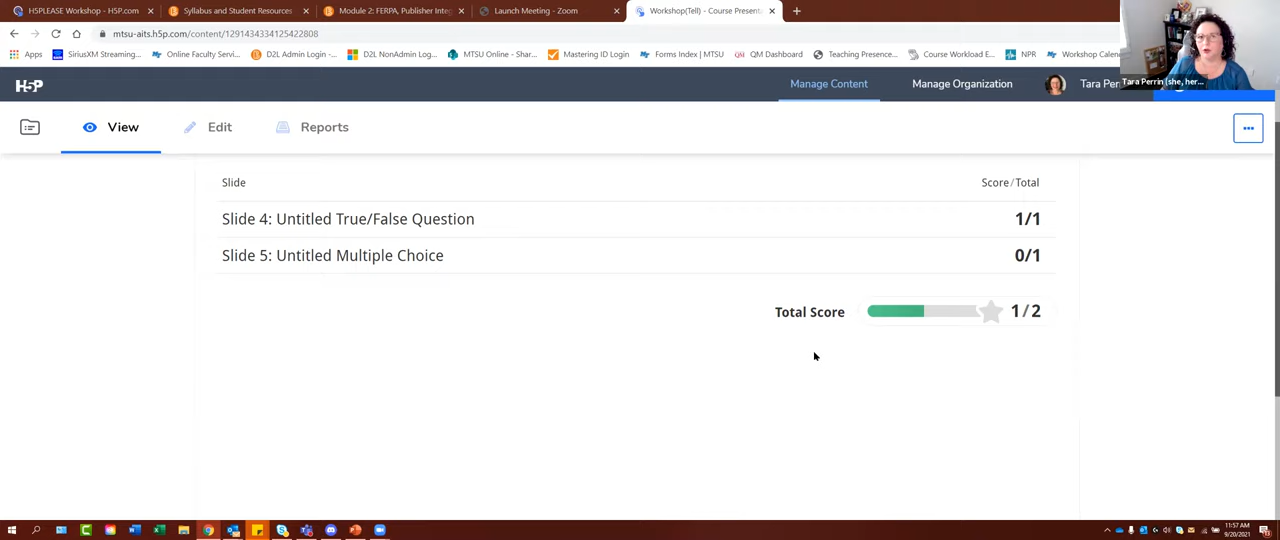 H5PLEASE Workshop - H5P.com
Syllabus and Student Resources
Module 2: FERPA, Publisher Inte
Launch Meeting - Zoom
Workshop(Tell) - Course Present
mtsu-aits.h5p.com/content/1291434334125422808
Apps
SiriusXM Streaming...
Online Faculty Servi...
D2L Admin Login -...
D2L NonAdmin Log...
MTSU Online - Shar...
Mastering ID Login
Forms Index | MTSU
QM Dashboard
Teaching Presence...
Course Workload E...
NPR
Workshop Calen
Tara Perrin (she, her...
H5P
Manage Content
Manage Organization
Tara Per
View
Edit
Reports
Slide
Score/Total
Slide 4: Untitled True/False Question
1/1
Slide 5: Untitled Multiple Choice
0/1
Total Score
1/2
11:57 AM
9/20/2021